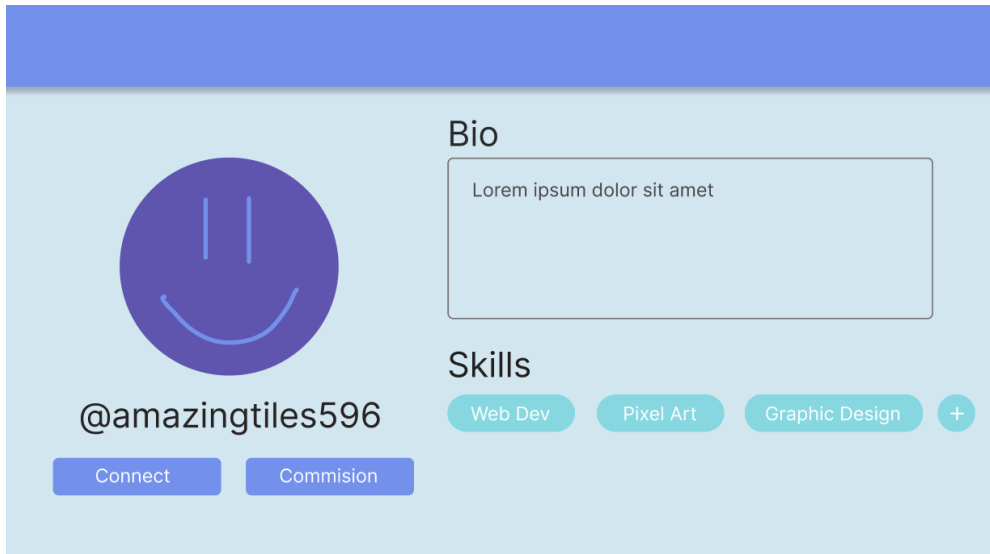 Bio
Lorem ipsum dolor sit amet
Skills
Web Dev
Pixel Art
Graphic Design
+
@amazingtiles596
Connect
Commision